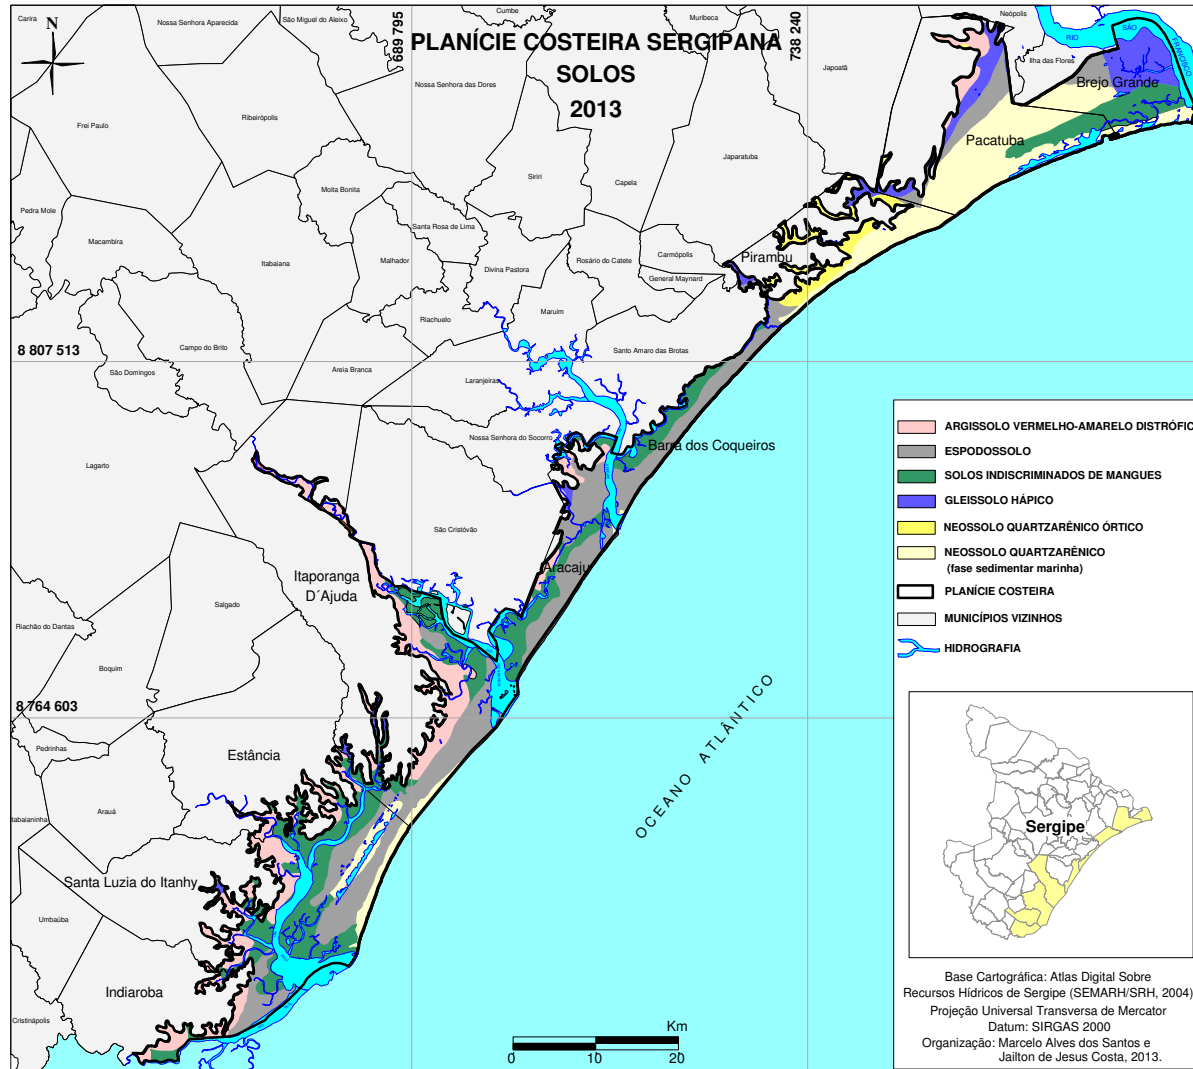 PLANÍCIE COSTEIRA SERGIPANA
SOLOS
2013
N
689 795
738 240
8 807 513
8 764 603
Carira
Nossa Senhora Aparecida
São Miguel do Aleixo
Cumbe
Muribeca
Neópolis
Nossa Senhora das Dores
Japoatã
Ilha das Flores
RIO
SÃO
FRANCISCO
Brejo Grande
Frei Paulo
Ribeirópolis
Pacatuba
Siriri
Capela
Japaratuba
Moita Bonita
Pedra Mole
Santa Rosa de Lima
Macambira
Itabaiana
Malhador
Divina Pastora
Rosário do Catete
Carmópolis
General Maynard
Pirambu
Riachuelo
Maruim
Campo do Brito
São Domingos
Areia Branca
Santo Amaro das Brotas
Laranjeiras
Nossa Senhora do Socorro
Barra dos Coqueiros
Lagarto
São Cristóvão
Aracaju
Itaporanga
D´Ajuda
Salgado
Riachão do Dantas
Boquim
Pedrinhas
Estância
Arauá
Itabaianinha
Santa Luzia do Itanhy
Umbaúba
Indiaroba
Cristinápolis
OCEANO ATLÂNTICO
Km
0 10 20
ARGISSOLO VERMELHO-AMARELO DISTRÓFIC
ESPODOSSOLO
SOLOS INDISCRIMINADOS DE MANGUES
GLEISSOLO HÁPICO
NEOSSOLO QUARTZARÊNICO ÓRTICO
NEOSSOLO QUARTZARÊNICO
(fase sedimentar marinha)
PLANÍCIE COSTEIRA
MUNICÍPIOS VIZINHOS
HIDROGRAFIA
Sergipe
Base Cartográfica: Atlas Digital Sobre
Recursos Hídricos de Sergipe (SEMARH/SRH, 2004)
Projeção Universal Transversa de Mercator
Datum: SIRGAS 2000
Organização: Marcelo Alves dos Santos e
Jailton de Jesus Costa, 2013.